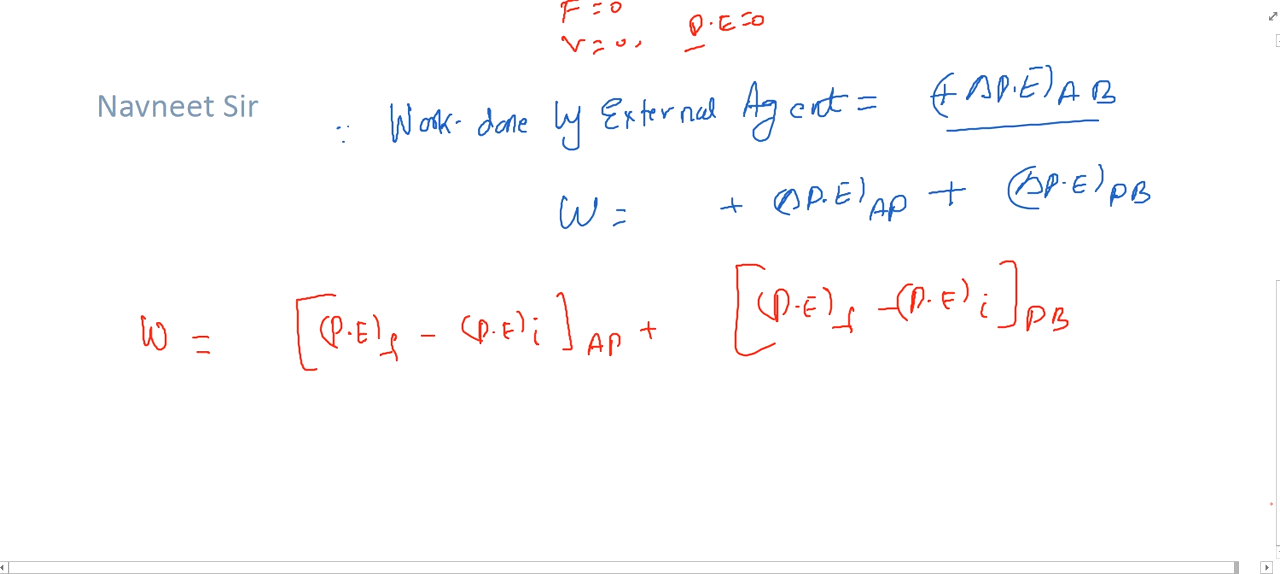 F = 0
V = 0, P.E = 0
Navneet Sir
∵ Work-done by External Agent = (+ ΔP.E)AB
W = + (ΔP.E)AP + (ΔP.E)PB
W = [(P.E)f - (P.E)i]AP + [(P.E)f - (P.E)i]PB